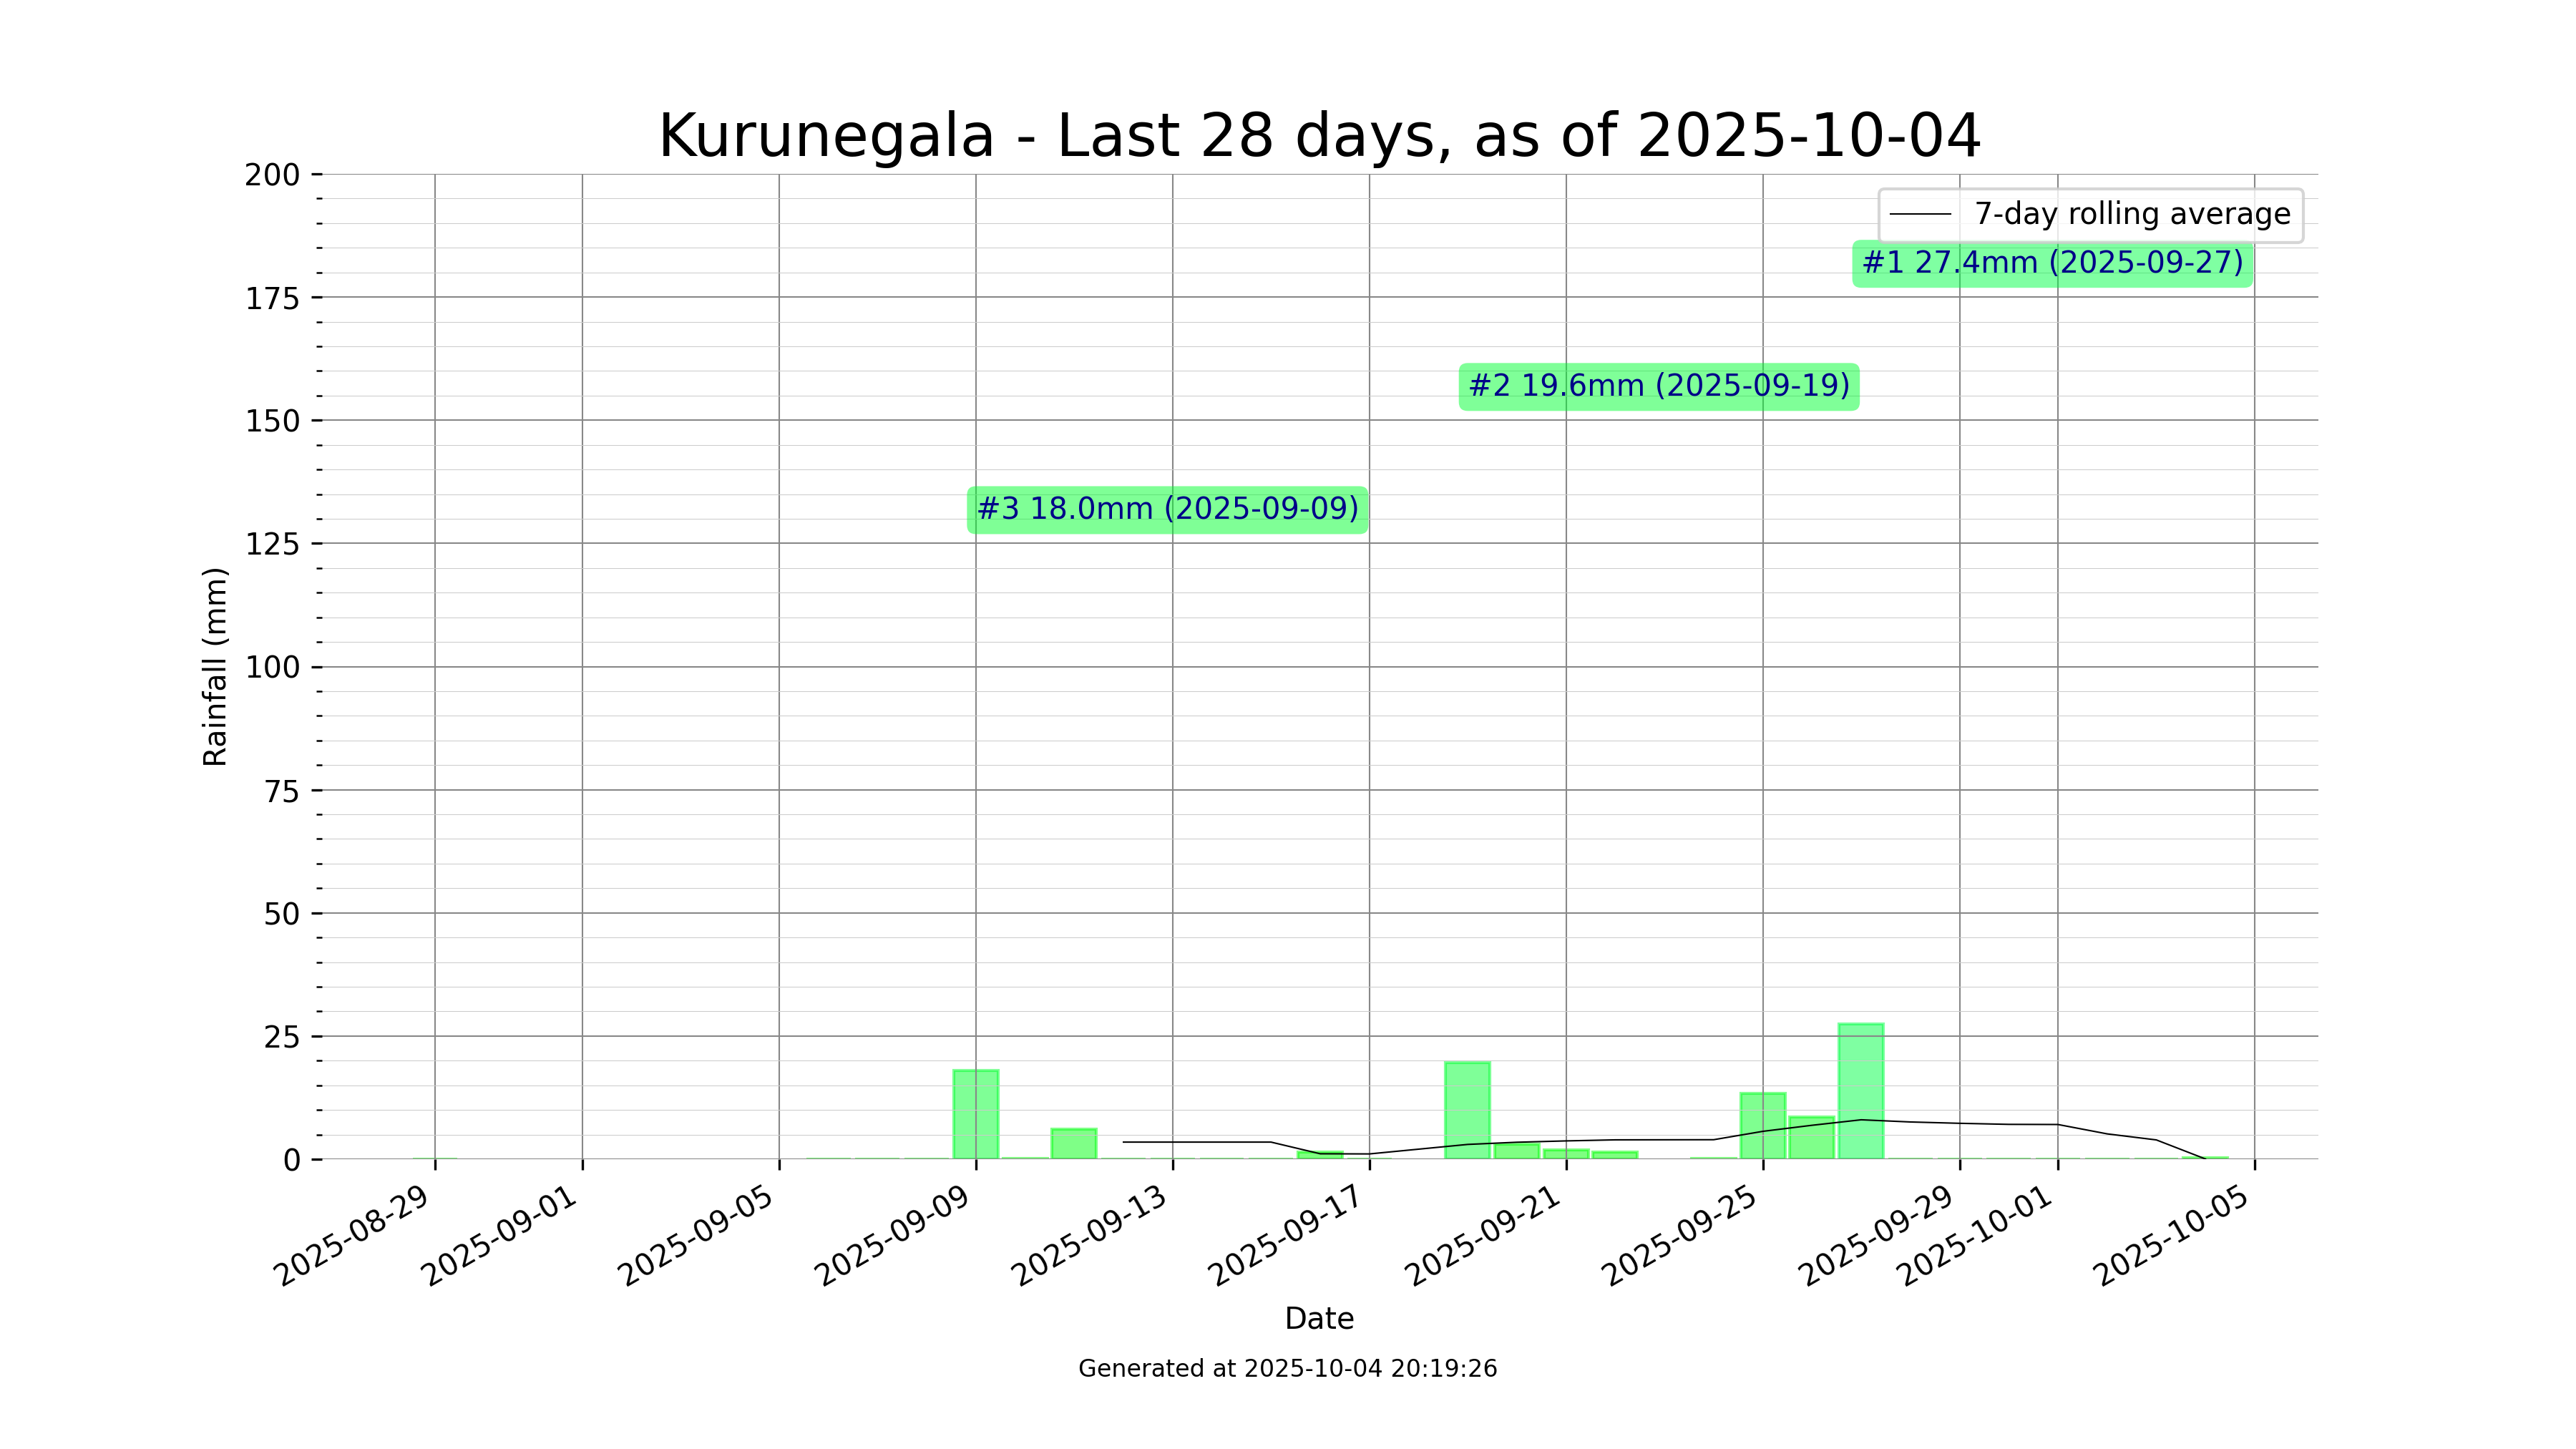 Kurunegala - Last 28 days, as of 2025-10-04
200
175
150
125
100
75
50
25
0
Rainfall (mm)
7-day rolling average
#1 27.4mm (2025-09-27)
#2 19.6mm (2025-09-19)
#3 18.0mm (2025-09-09)
2025-08-29
2025-09-01
2025-09-05
2025-09-09
2025-09-13
2025-09-17
2025-09-21
2025-09-25
2025-09-29
2025-10-01
2025-10-05
Date
Generated at 2025-10-04 20:19:26